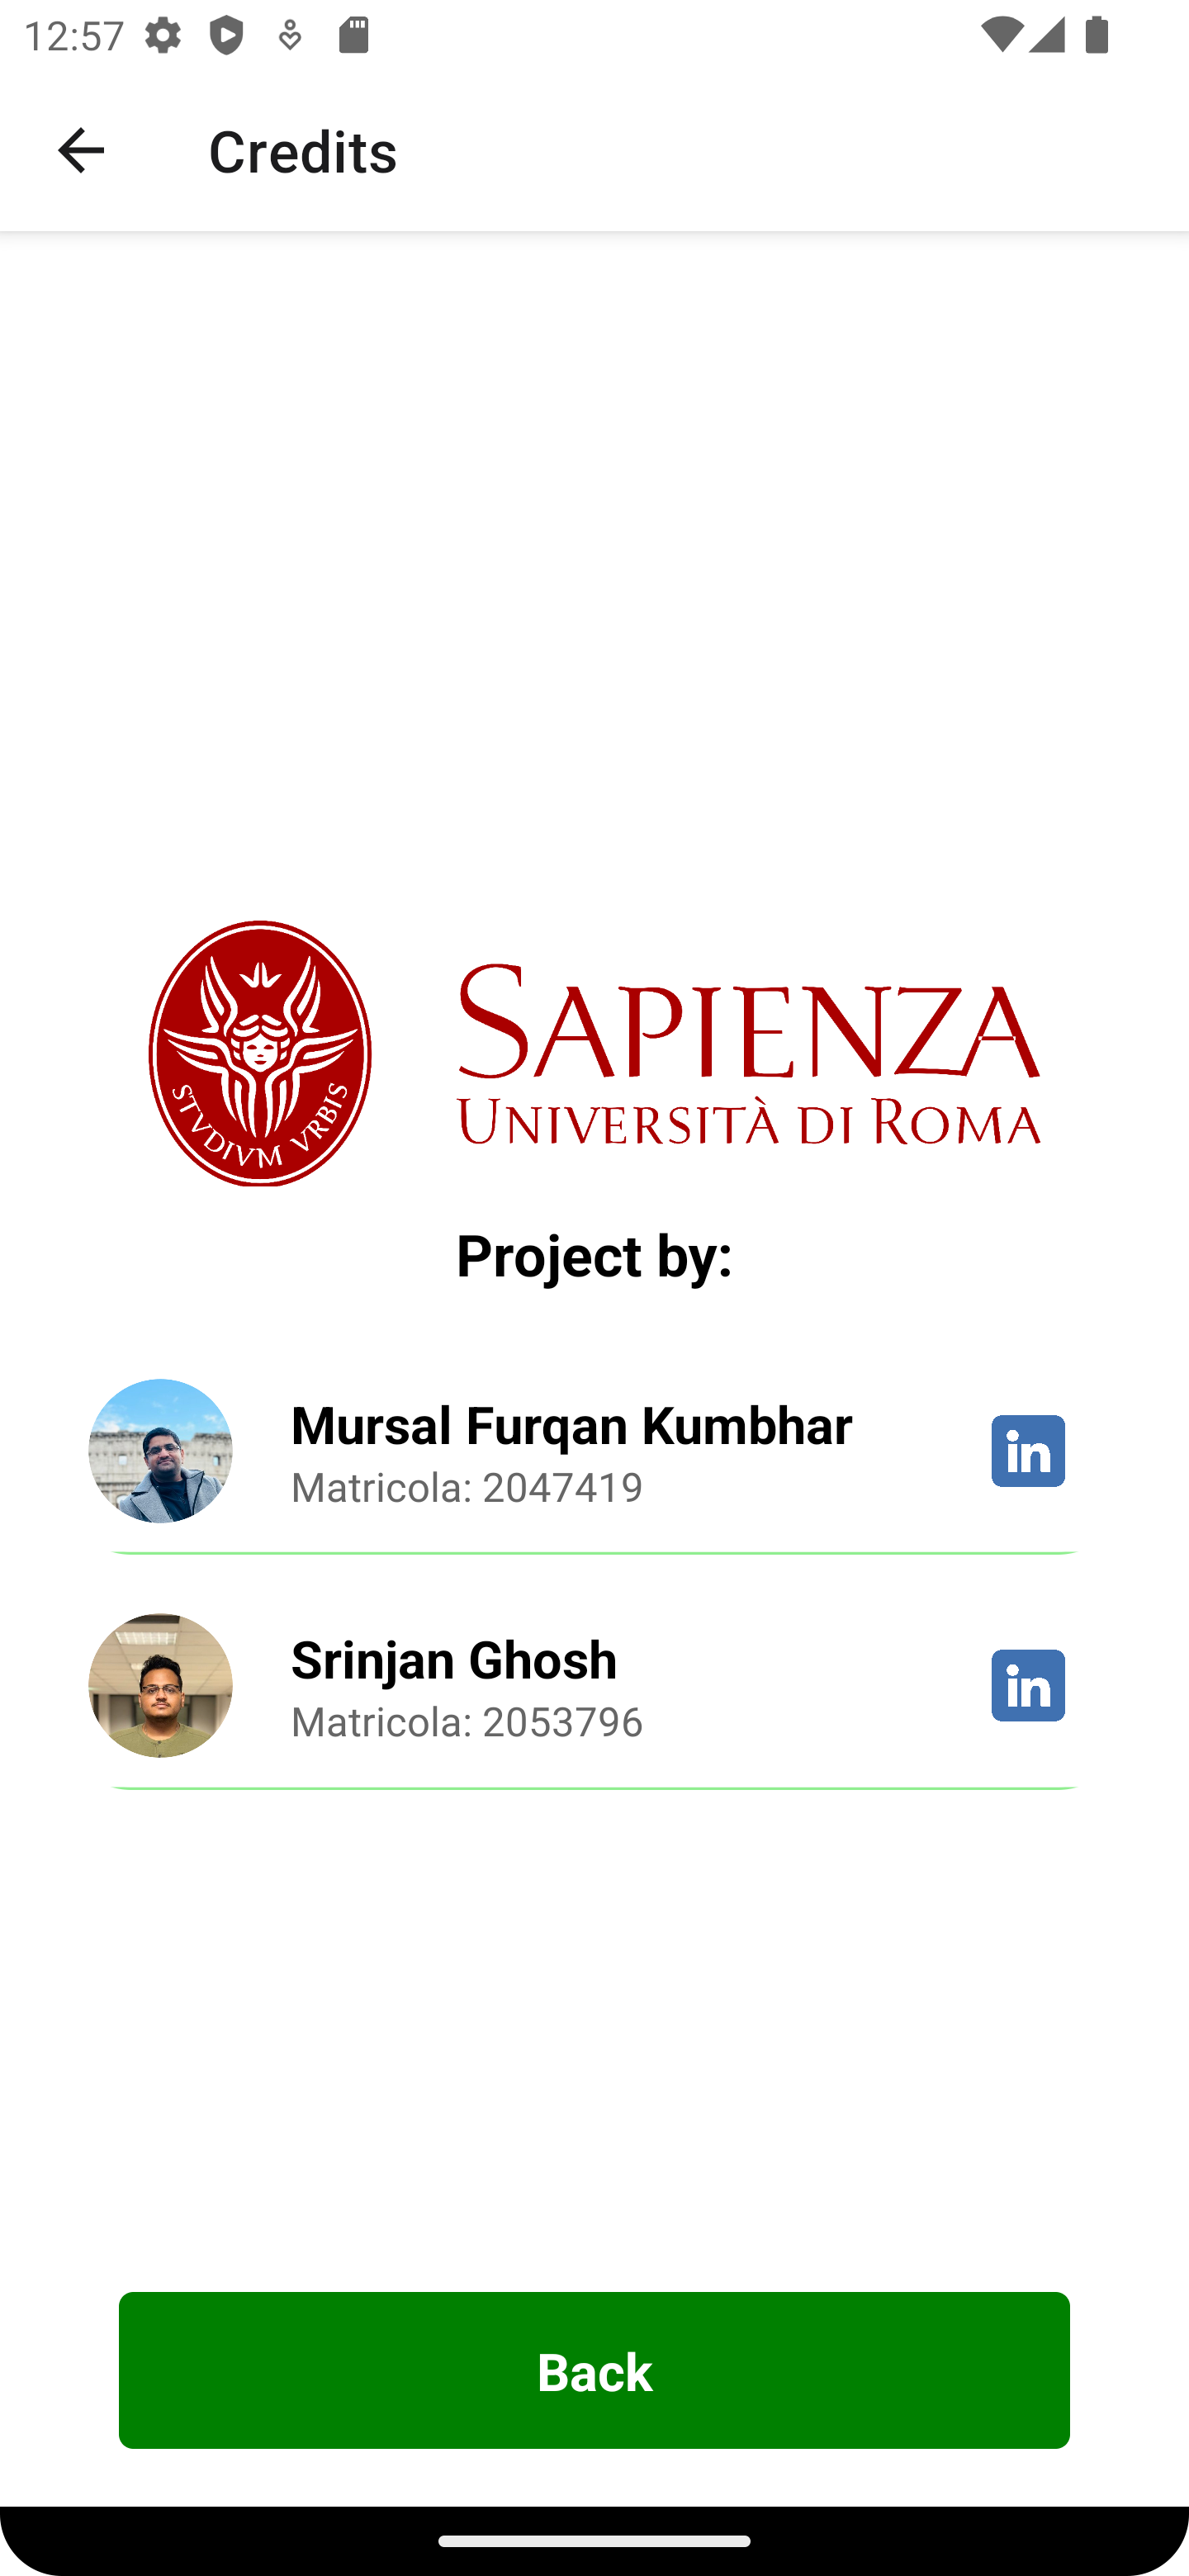 12:57
Credits
STVDIVM VRBIS
SAPIENZA
UNIVERSITÀ DI ROMA
Project by:
Mursal Furqan Kumbhar
Matricola: 2047419
in
Srinjan Ghosh
Matricola: 2053796
in
Back